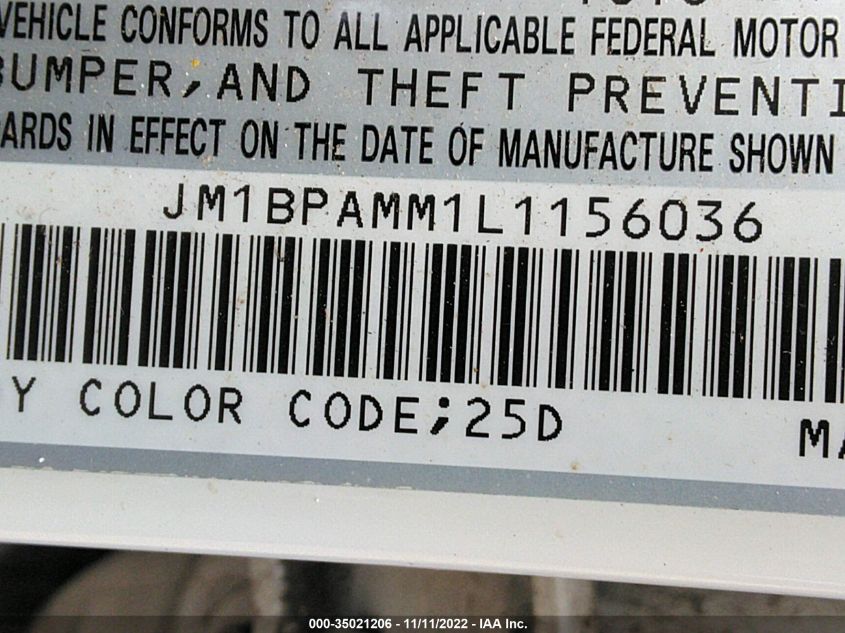 VEHICLE CONFORMS TO ALL APPLICABLE FEDERAL MOTOR
BUMPER, AND THEFT PREVENTI
ARDS IN EFFECT ON THE DATE OF MANUFACTURE SHOWN
JM1BPAMM1L1156036
Y COLOR CODE;25D MA
000-35021206 - 11/11/2022 - IAA Inc.